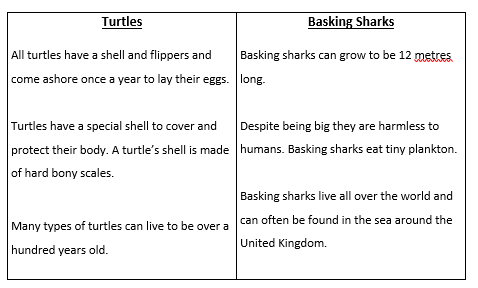 Turtles
All turtles have a shell and flippers and
come ashore once a year to lay their eggs.
Turtles have a special shell to cover and
protect their body. A turtle's shell is made
of hard bony scales.
Many types of turtles can live to be over a
hundred years old.
Basking Sharks
Basking sharks can grow to be 12 metres
long.
Despite being big they are harmless to
humans. Basking sharks eat tiny plankton.
Basking sharks live all over the world and
can often be found in the sea around the
United Kingdom.